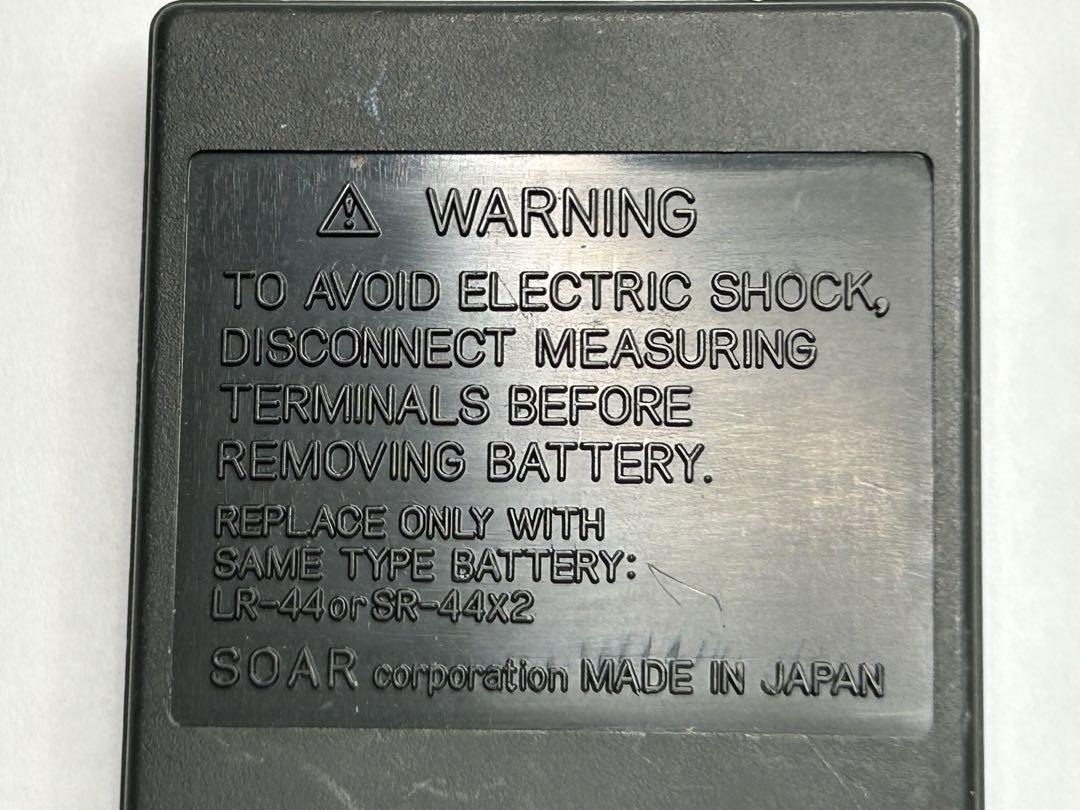 ⚠ WARNING
TO AVOID ELECTRIC SHOCK,
DISCONNECT MEASURING
TERMINALS BEFORE
REMOVING BATTERY.
REPLACE ONLY WITH
SAME TYPE BATTERY:
LR-44 or SR-44X2
SOAR corporation MADE IN JAPAN